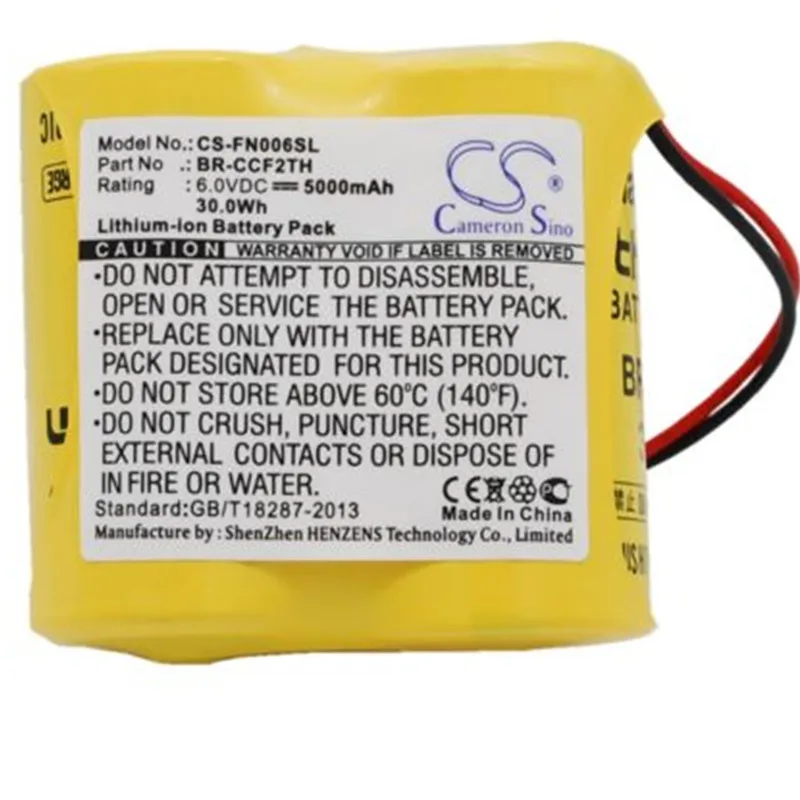 Model No.: CS-FN006SL
Part No : BR-CCF2TH
Rating : 6.0VDC ⎓ 5000mAh
30.0Wh
Lithium-ion Battery Pack
CS ®
Cameron Sino
CAUTION WARRANTY VOID IF LABEL IS REMOVED
•DO NOT ATTEMPT TO DISASSEMBLE,
OPEN OR SERVICE THE BATTERY PACK.
•REPLACE ONLY WITH THE BATTERY
PACK DESIGNATED FOR THIS PRODUCT.
•DO NOT STORE ABOVE 60°C (140°F).
•DO NOT CRUSH, PUNCTURE, SHORT
EXTERNAL CONTACTS OR DISPOSE OF
IN FIRE OR WATER.
CE
Standard:GB/T18287-2013
Made In China
Manufacture by : ShenZhen HENZENS Technology Co., Limited